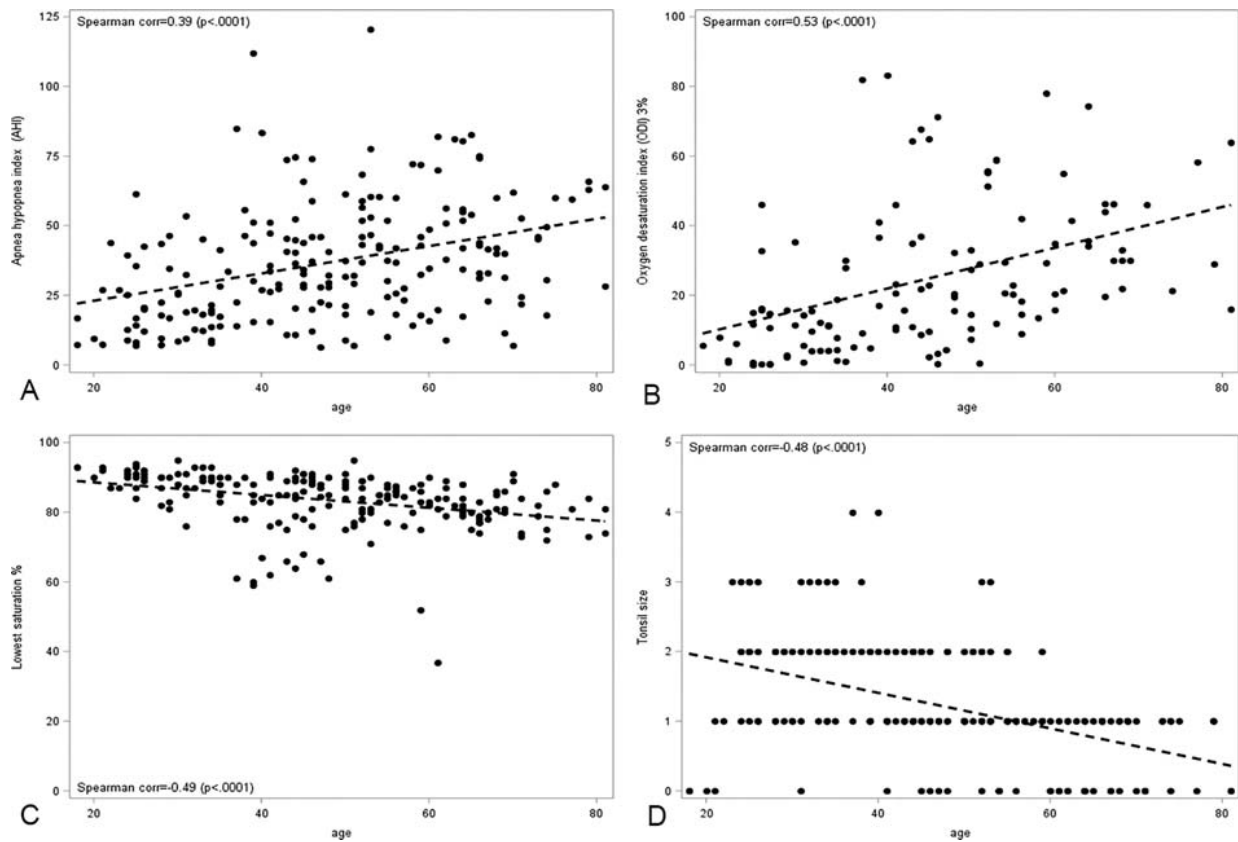 Spearman corr=0.39 (p<.0001)
125
100
75
50
25
0
Apnea hypopnea index (AHI)
20
40
60
80
age
A
Spearman corr=0.53 (p<.0001)
100
80
60
40
20
0
Oxygen desaturation index (ODI) 3%
20
40
60
80
age
B
100
80
60
40
20
0
Lowest saturation %
Spearman corr=-0.49 (p<.0001)
20
40
60
80
age
C
Spearman corr=-0.48 (p<.0001)
5
4
3
2
1
0
Tonsil size
20
40
60
80
age
D